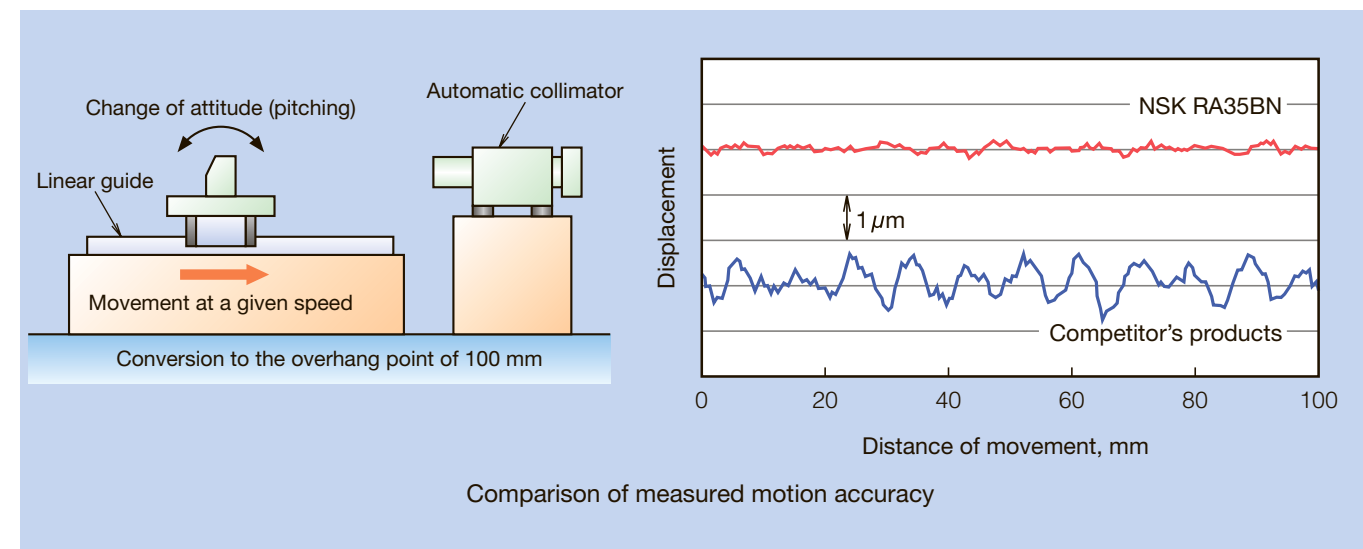 Change of attitude (pitching)
Automatic collimator
Linear guide
Movement at a given speed
Conversion to the overhang point of 100 mm
Displacement
NSK RA35BN
1 µm
Competitor’s products
0 20 40 60 80 100
Distance of movement, mm
Comparison of measured motion accuracy